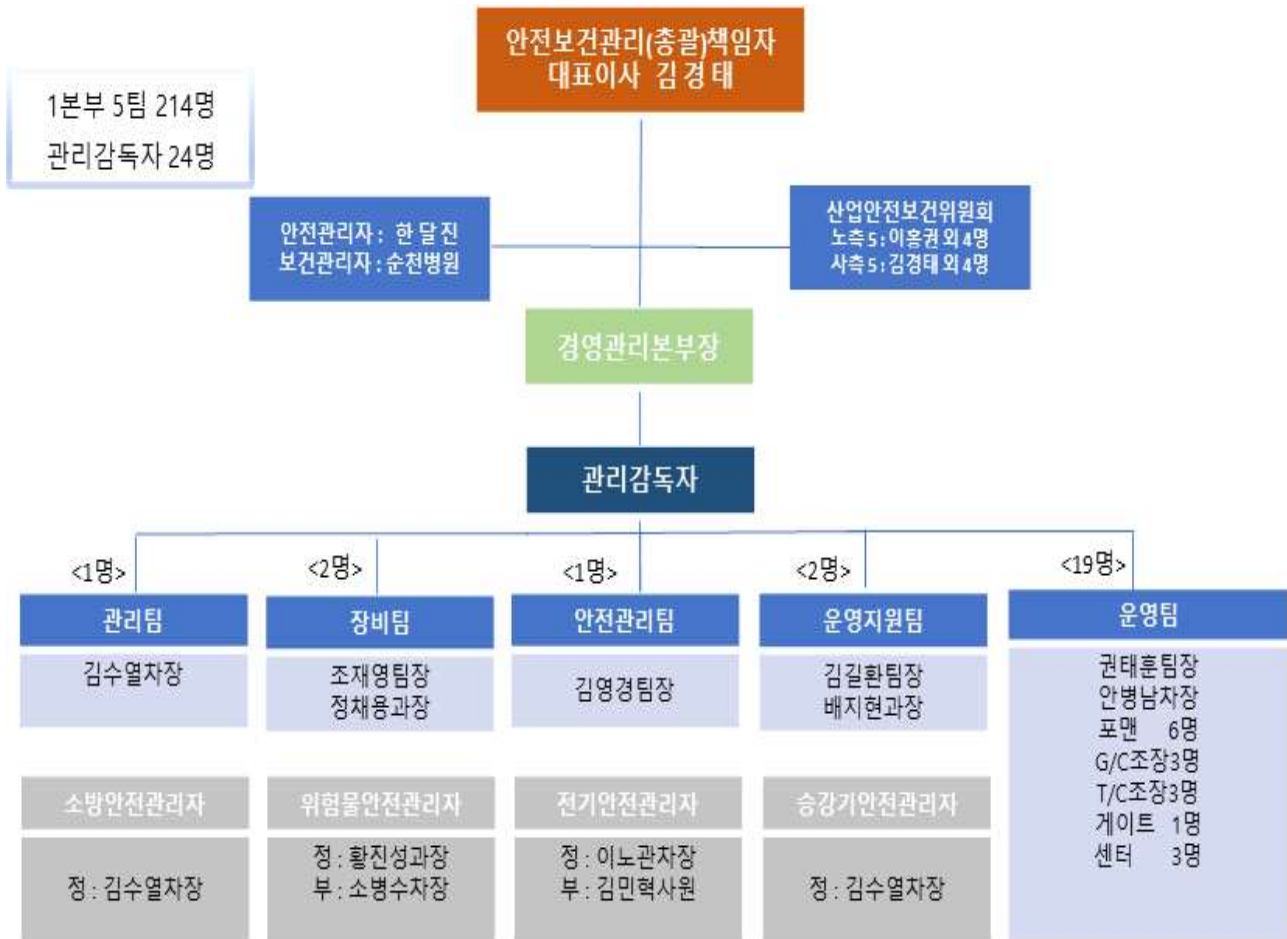 안전보건관리(총괄)책임자
대표이사 김경태
1본부 5팀 214명
관리감독자 24명
안전관리자 : 한달진
보건관리자 : 순천병원
산업안전보건위원회
노측5 : 이홍권외4명
사측5 : 김경태외4명
경영관리본부장
관리감독자
<1명>
<2명>
<1명>
<2명>
<19명>
관리팀
장비팀
안전관리팀
운영지원팀
운영팀
김수열차장
조재영팀장
정채용과장
김영경팀장
김길환팀장
배지현과장
권태훈팀장
안병남차장
포맨 6명
G/C조장3명
T/C조장3명
게이트 1명
센터 3명
소방안전관리자
위험물안전관리자
전기안전관리자
승강기안전관리자
정 : 김수열차장
정 : 황진성과장
부 : 소병수차장
정 : 이노관차장
부 : 김민혁사원
정 : 김수열차장